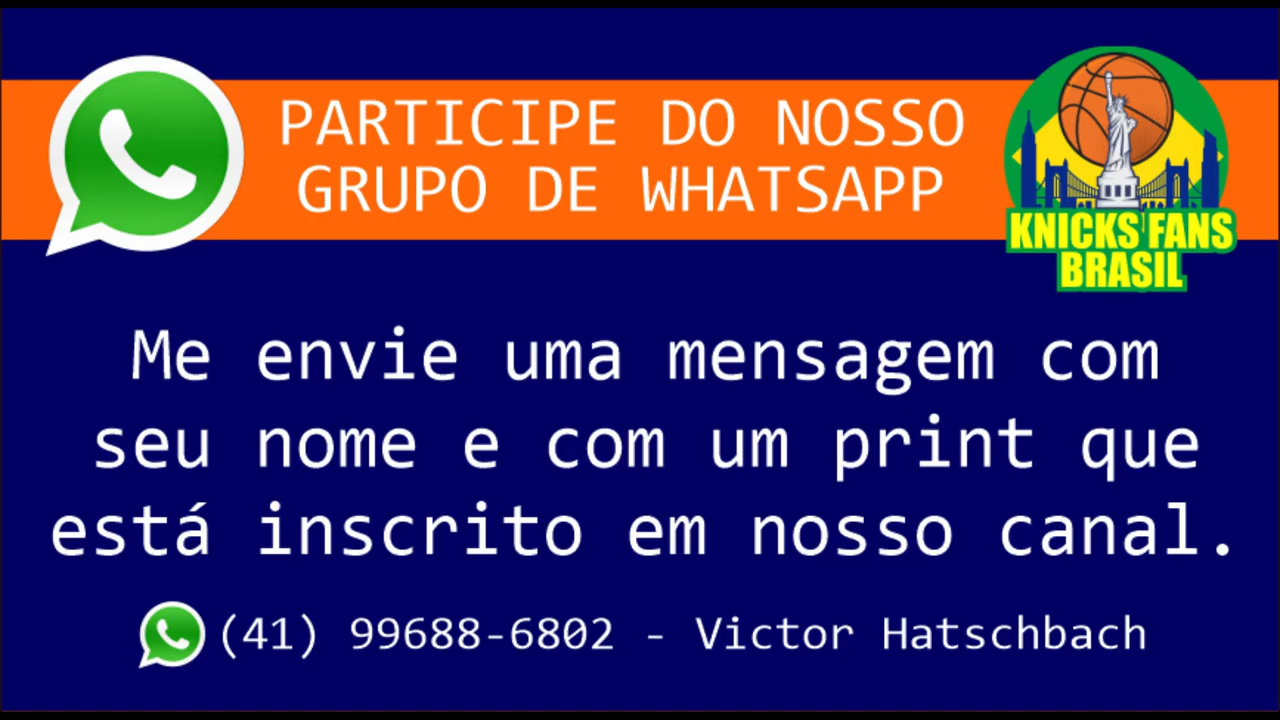 PARTICIPE DO NOSSO
GRUPO DE WHATSAPP
KNICKS FANS
BRASIL
Me envie uma mensagem com
seu nome e com um print que
está inscrito em nosso canal.
(41) 99688-6802 - Victor Hatschbach